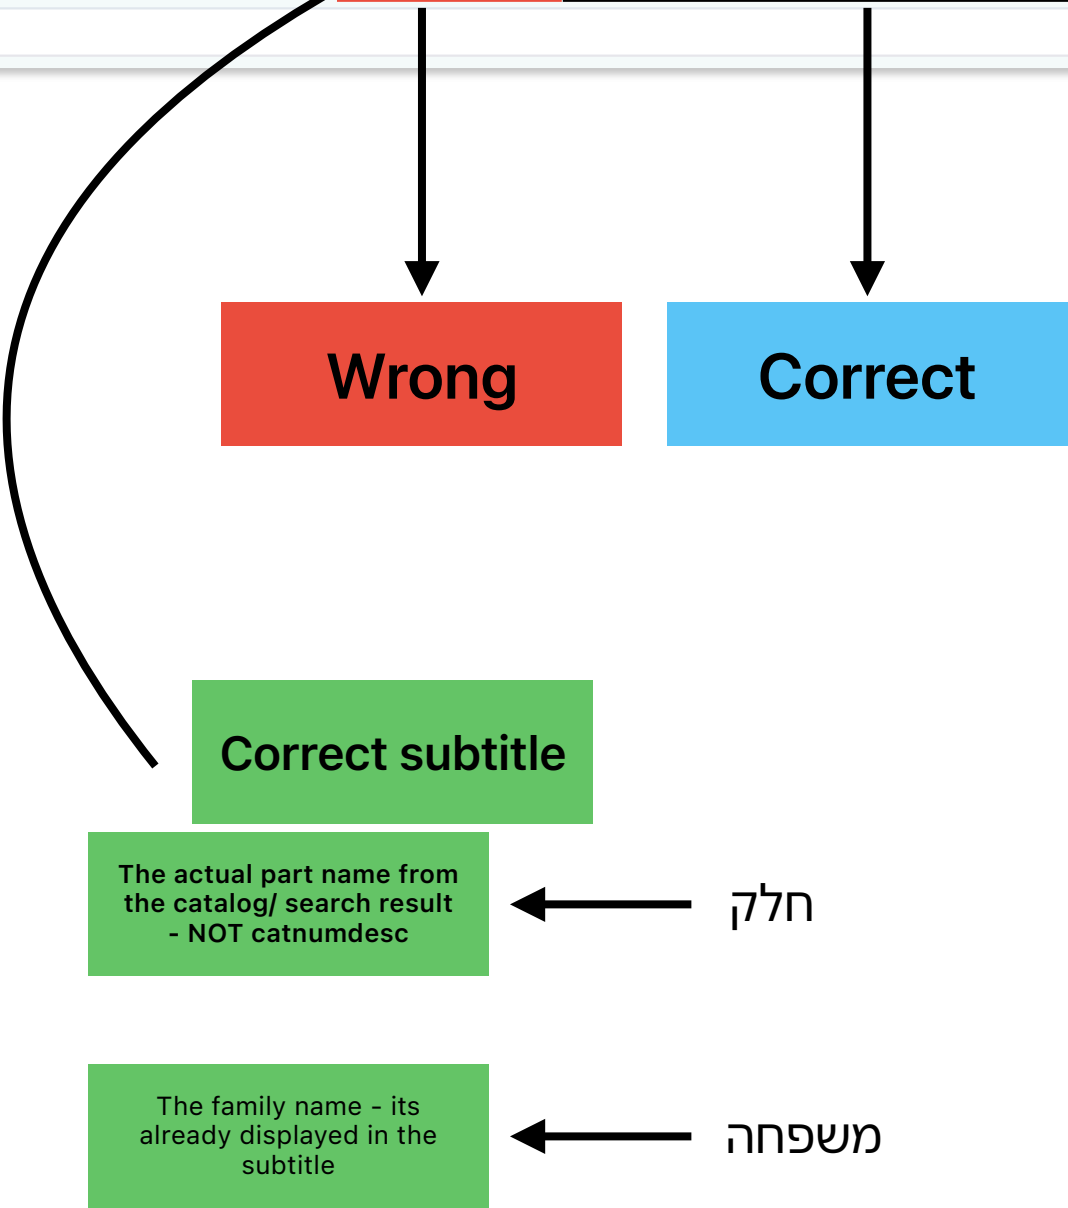 Wrong
Correct
Correct subtitle
The actual part name from
the catalog/ search result
- NOT catnumdesc
חלק
The family name - its
already displayed in the
subtitle
משפחה